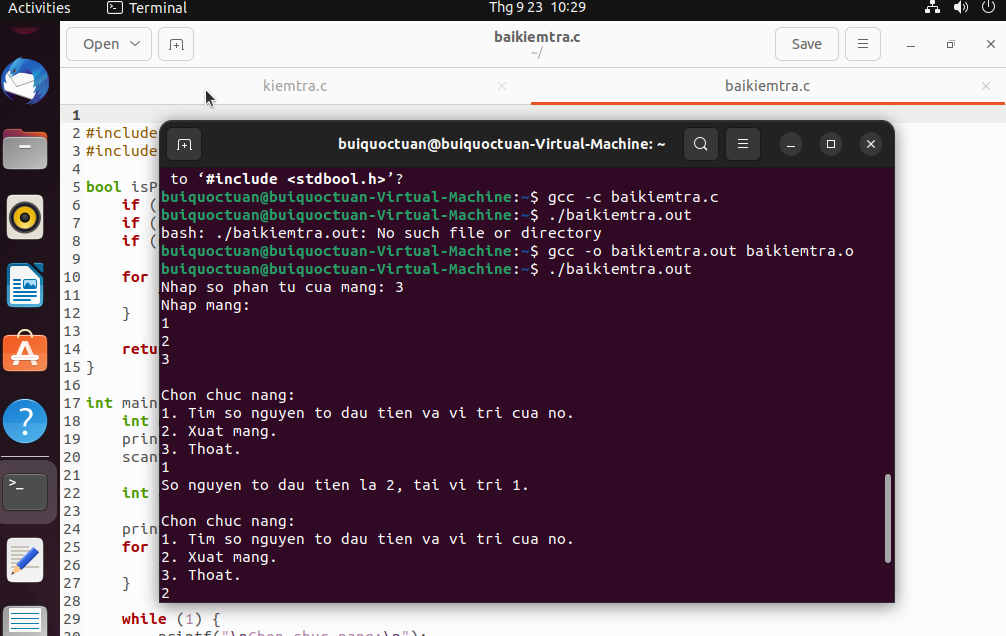 Activities
Terminal
Thg 9 23 10:29
Open
baikiemtra.c
~/
Save
kiemtra.c
baikiemtra.c
1
2 #include
3 #include
4
5 bool isP
6 if (
7 if (
8 if (
9
10 for
11
12 }
13
14 retu
15 }
16
17 int main
18 int
19 prin
20 scan
21
22 int
23
24 prin
25 for
26
27 }
28
29 while (1) {
30 printf("\nChon chuc nang:\n");
buiquoctuan@buiquoctuan-Virtual-Machine: ~
to ‘#include <stdbool.h>’?
buiquoctuan@buiquoctuan-Virtual-Machine:~$ gcc -c baikiemtra.c
buiquoctuan@buiquoctuan-Virtual-Machine:~$ ./baikiemtra.out
bash: ./baikiemtra.out: No such file or directory
buiquoctuan@buiquoctuan-Virtual-Machine:~$ gcc -o baikiemtra.out baikiemtra.o
buiquoctuan@buiquoctuan-Virtual-Machine:~$ ./baikiemtra.out
Nhap so phan tu cua mang: 3
Nhap mang:
1
2
3
Chon chuc nang:
1. Tim so nguyen to dau tien va vi tri cua no.
2. Xuat mang.
3. Thoat.
1
So nguyen to dau tien la 2, tai vi tri 1.
Chon chuc nang:
1. Tim so nguyen to dau tien va vi tri cua no.
2. Xuat mang.
3. Thoat.
2